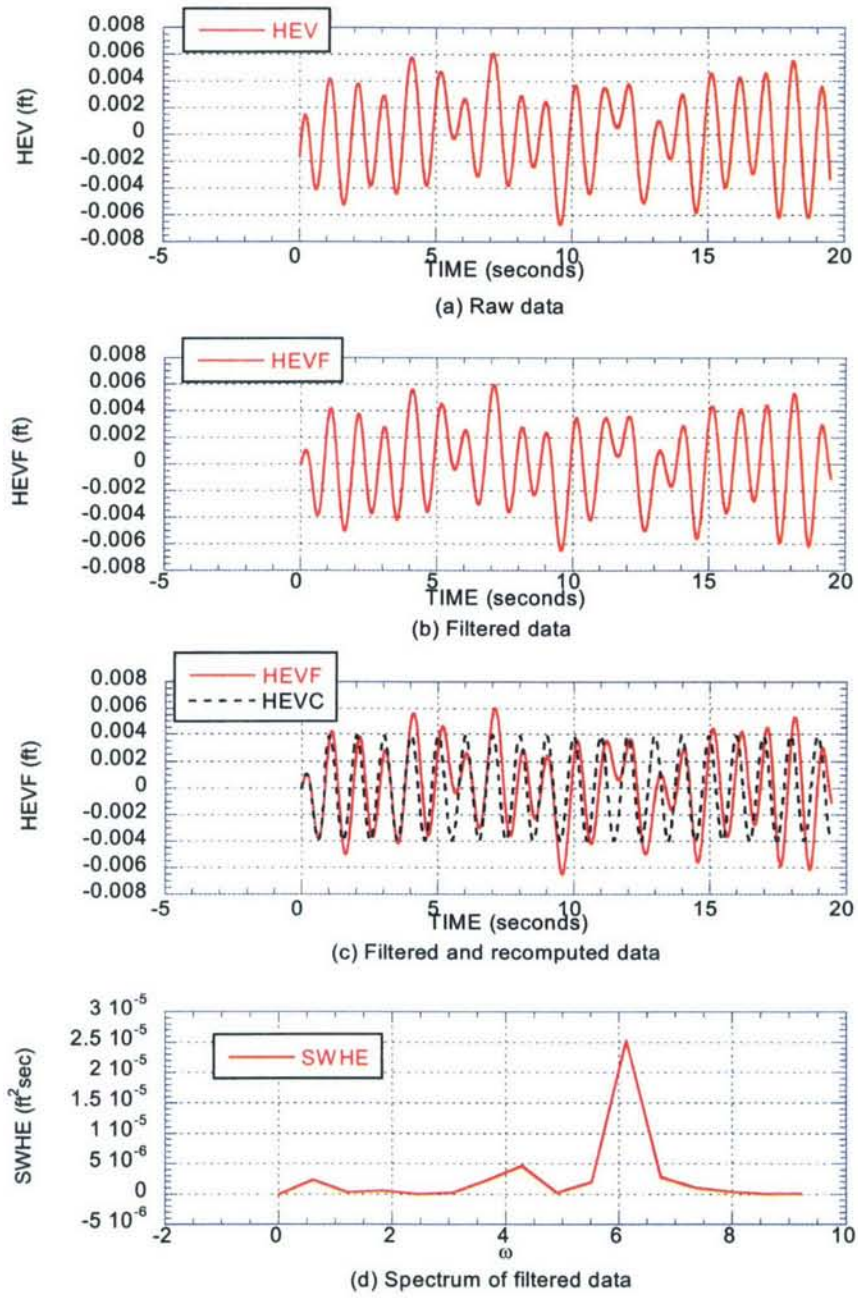 HEV
0.008
0.006
0.004
0.002
0
-0.002
-0.004
-0.006
-0.008
HEV (ft)
-5 0 5 10 15 20
TIME (seconds)
(a) Raw data
HEVF
0.008
0.006
0.004
0.002
0
-0.002
-0.004
-0.006
-0.008
HEVF (ft)
-5 0 5 10 15 20
TIME (seconds)
(b) Filtered data
HEVF
HEVC
0.008
0.006
0.004
0.002
0
-0.002
-0.004
-0.006
-0.008
HEVF (ft)
-5 0 5 10 15 20
TIME (seconds)
(c) Filtered and recomputed data
SWHE
3 10⁻⁵
2.5 10⁻⁵
2 10⁻⁵
1.5 10⁻⁵
1 10⁻⁵
5 10⁻⁶
0
-5 10⁻⁶
SWHE (ft²sec)
-2 0 2 4 6 8 10
ω
(d) Spectrum of filtered data